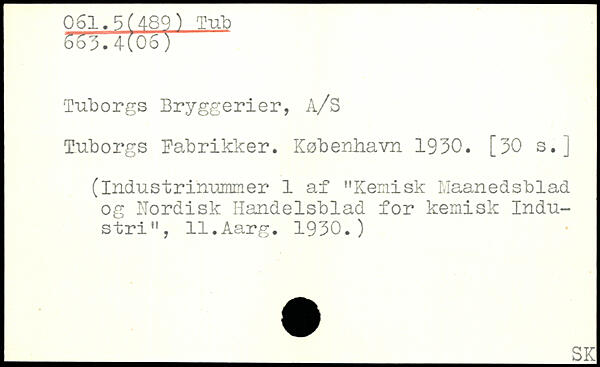 061.5(489) Tub
663.4(06)
Tuborgs Bryggerier, A/S
Tuborgs Fabrikker. København 1930. [30 s.]
(Industrinummer 1 af "Kemisk Maanedsblad
og Nordisk Handelsblad for kemisk Indu-
stri", 11.Aarg. 1930.)
SK